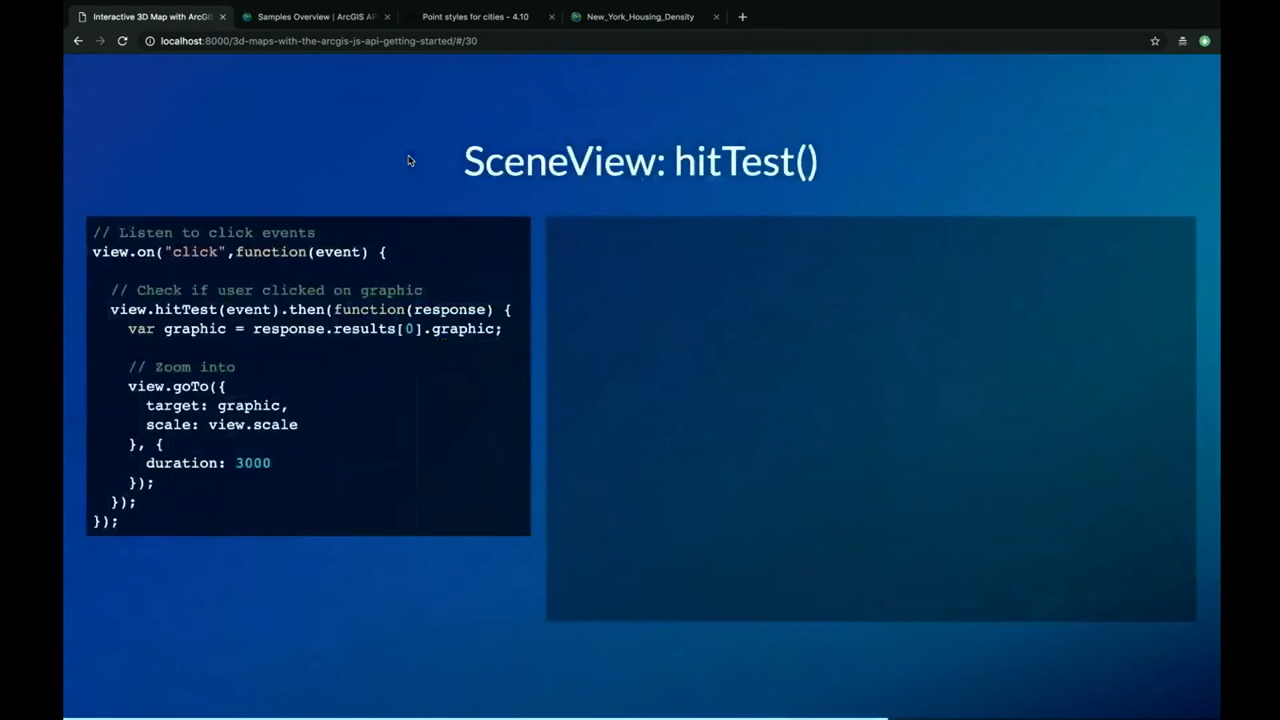 Interactive 3D Map with ArcGI
Samples Overview | ArcGIS AP
Point styles for cities - 4.10
New_York_Housing_Density
localhost:8000/3d-maps-with-the-arcgis-js-api-getting-started/#/30
SceneView: hitTest()
// Listen to click events
view.on("click",function(event) {
// Check if user clicked on graphic
view.hitTest(event).then(function(response) {
var graphic = response.results[0].graphic;
// Zoom into
view.goTo({
target: graphic,
scale: view.scale
}, {
duration: 3000
});
});
});